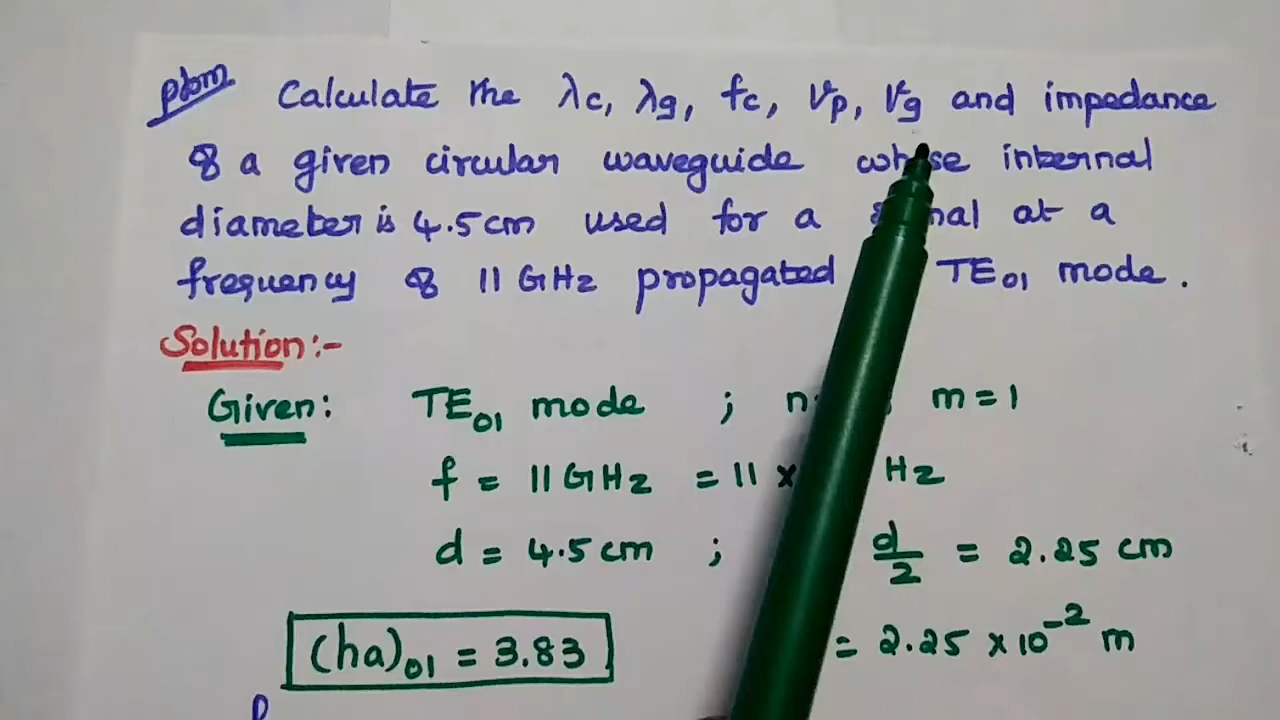 Pbm Calculate the λc, λg, fc, Vp, Vg and impedance
of a given circular waveguide whose internal
diameter is 4.5cm used for a at a
frequency of 11 GHz propagated TE01 mode.
Solution:-
Given: TE01 mode ; m = 1
f = 11 GHz = 11 × Hz
d = 4.5 cm ; d/2 = 2.25 cm
(ha)01 = 3.83 = 2.25 × 10⁻² m